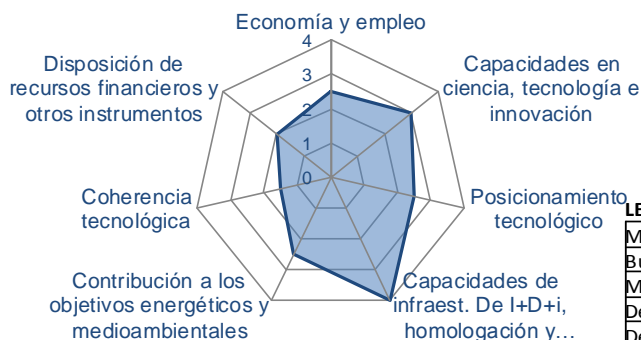 Economía y empleo
4
3
2
1
0
Capacidades en
ciencia, tecnología e
innovación
Posicionamiento
tecnológico
Capacidades de
infraest. De I+D+i,
homologación y...
Contribución a los
objetivos energéticos y
medioambientales
Coherencia
tecnológica
Disposición de
recursos financieros y
otros instrumentos